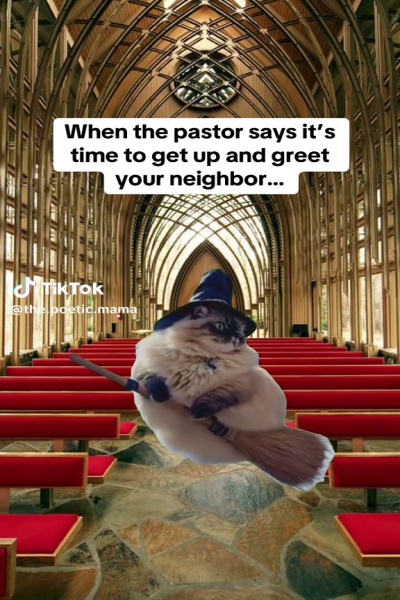 When the pastor says it’s
time to get up and greet
your neighbor...
TikTok
@the.poetic.mama